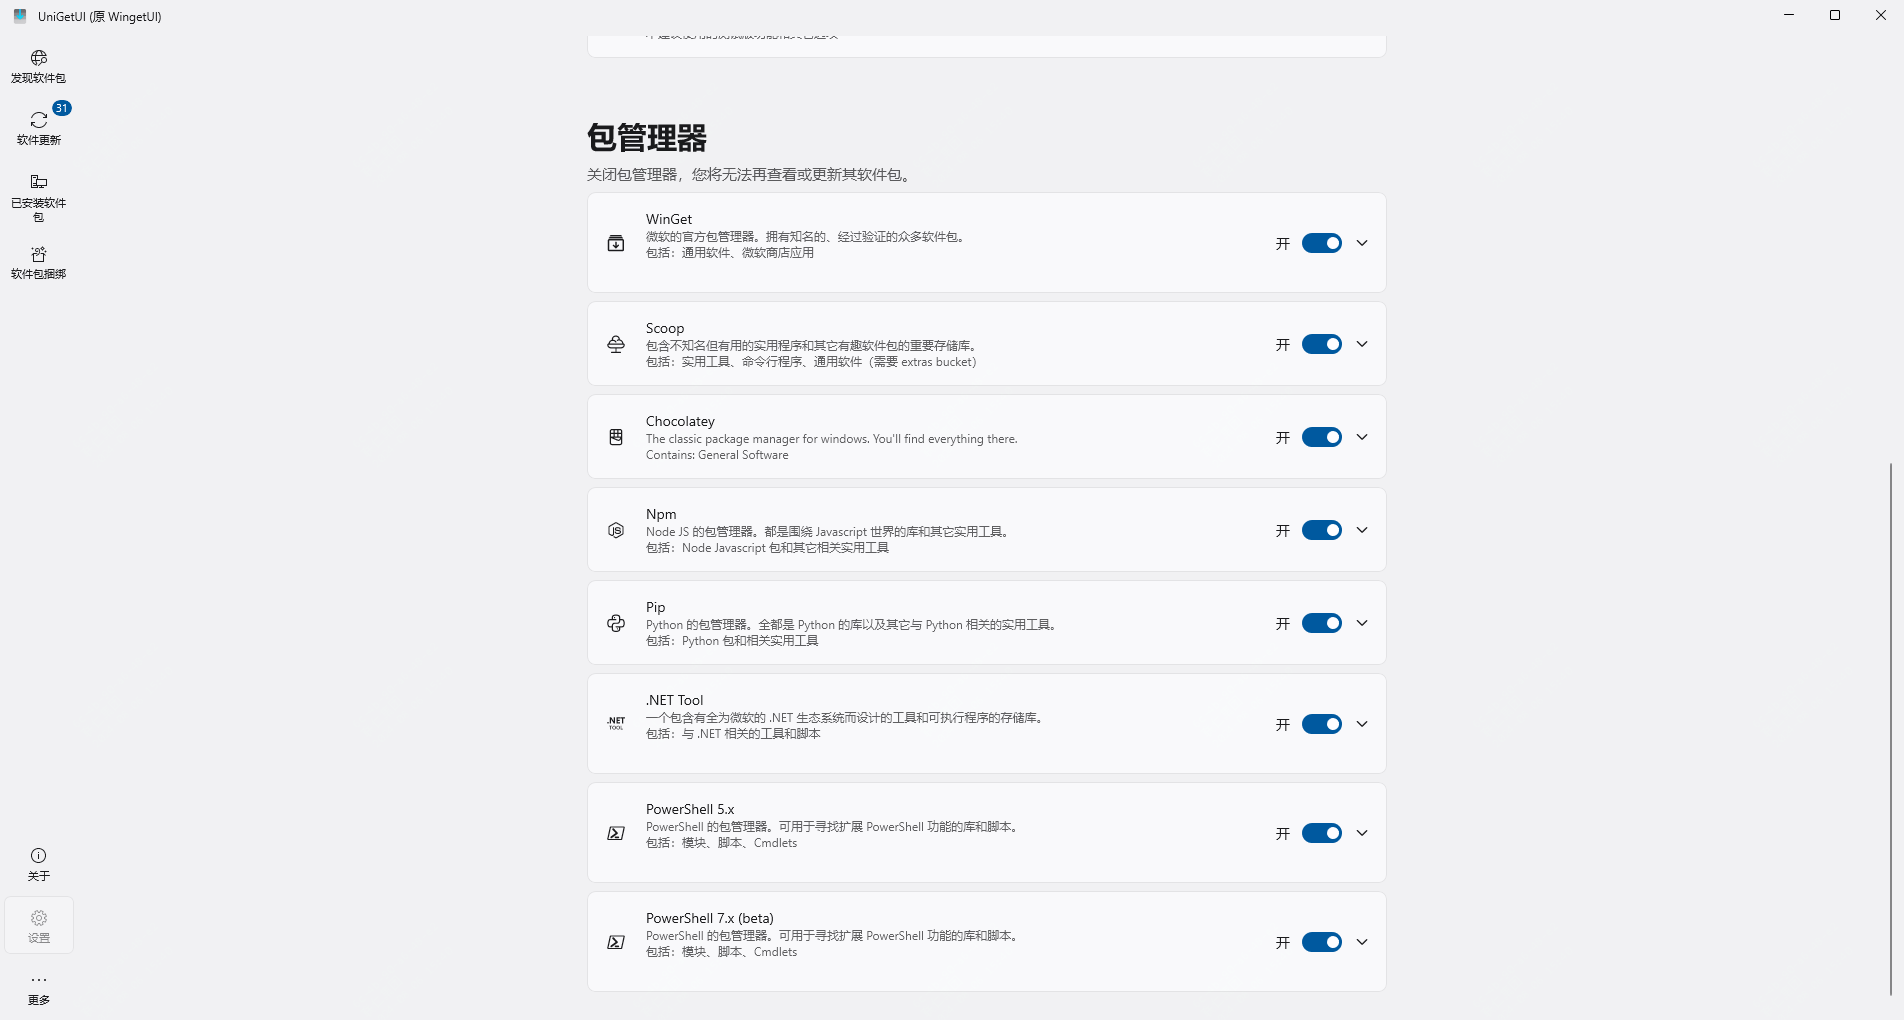 UniGetUI (原 WingetUI)
发现软件包
31
软件更新
已安装软件
包
软件包捆绑
包管理器
关闭包管理器，您将无法再查看或更新其软件包。
WinGet
微软的官方包管理器。拥有知名的、经过验证的众多软件包。
包括：通用软件、微软商店应用
开
Scoop
包含不知名但有用的实用程序和其它有趣软件包的重要存储库。
包括：实用工具、命令行程序、通用软件（需要 extras bucket）
开
Chocolatey
The classic package manager for windows. You'll find everything there.
Contains: General Software
开
Npm
Node JS 的包管理器。都是围绕 Javascript 世界的库和其它实用工具。
包括：Node Javascript 包和其它相关实用工具
开
Pip
Python 的包管理器。全都是 Python 的库以及其它与 Python 相关的实用工具。
包括：Python 包和相关实用工具
开
.NET Tool
.NET
TOOL
一个包含有全为微软的 .NET 生态系统而设计的工具和可执行程序的存储库。
包括：与 .NET 相关的工具和脚本
开
PowerShell 5.x
PowerShell 的包管理器。可用于寻找扩展 PowerShell 功能的库和脚本。
包括：模块、脚本、Cmdlets
开
PowerShell 7.x (beta)
PowerShell 的包管理器。可用于寻找扩展 PowerShell 功能的库和脚本。
包括：模块、脚本、Cmdlets
开
关于
设置
更多